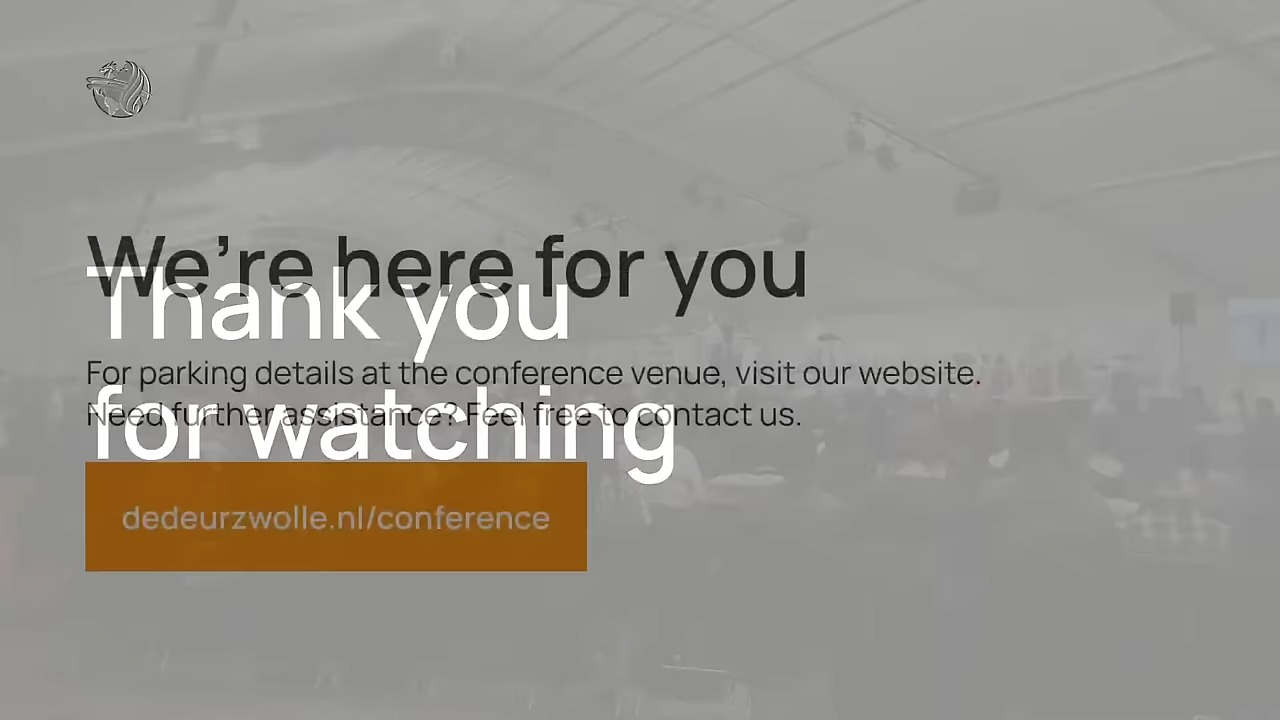 We’re here for you
Thank you
For parking details at the conference venue, visit our website.
Need further assistance? Feel free to contact us.
for watching
dedeurzwolle.nl/conference